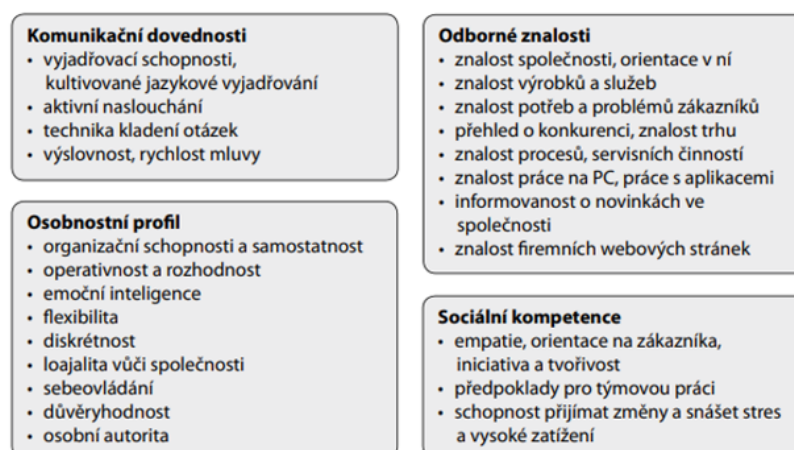 Komunikační dovednosti
• vyjadřovací schopnosti,
kultivované jazykové vyjadřování
• aktivní naslouchání
• technika kladení otázek
• výslovnost, rychlost mluvy
Osobnostní profil
• organizační schopnosti a samostatnost
• operativnost a rozhodnost
• emoční inteligence
• flexibilita
• diskrétnost
• loajalita vůči společnosti
• sebeovládání
• důvěryhodnost
• osobní autorita
Odborné znalosti
• znalost společnosti, orientace v ní
• znalost výrobků a služeb
• znalost potřeb a problémů zákazníků
• přehled o konkurenci, znalost trhu
• znalost procesů, servisních činností
• znalost práce na PC, práce s aplikacemi
• informovanost o novinkách ve
společnosti
• znalost firemních webových stránek
Sociální kompetence
• empatie, orientace na zákazníka,
iniciativa a tvořivost
• předpoklady pro týmovou práci
• schopnost přijímat změny a snášet stres
a vysoké zatížení